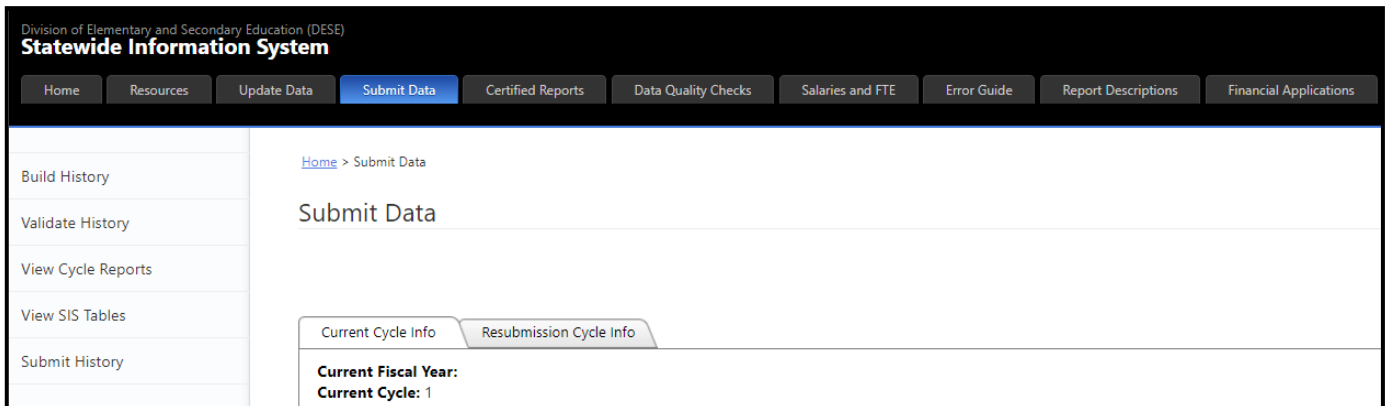 Division of Elementary and Secondary Education (DESE)
Statewide Information System
Home Resources Update Data Submit Data Certified Reports Data Quality Checks Salaries and FTE Error Guide Report Descriptions Financial Applications
Build History
Validate History
View Cycle Reports
View SIS Tables
Submit History
Home > Submit Data
Submit Data
Current Cycle Info Resubmission Cycle Info
Current Fiscal Year:
Current Cycle: 1